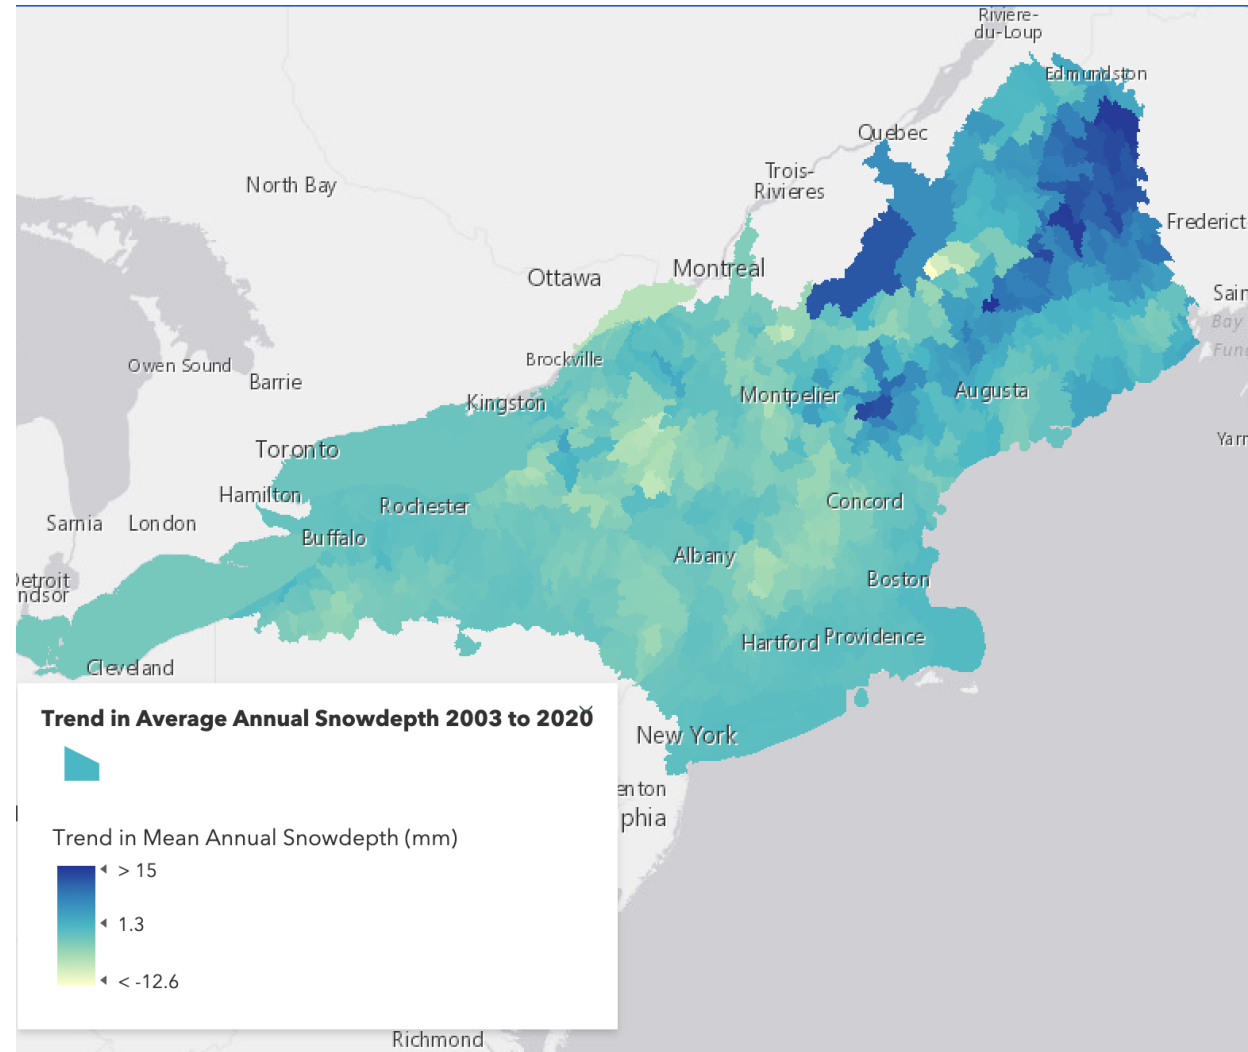 Riviere-
du-Loup
Edmundston
Quebec
Trois-
Rivieres
North Bay
Frederict
Montreal
Ottawa
Sain
Bay
Fun
Brockville
Owen Sound
Barrie
Kingston
Montpelier
Augusta
Yarn
Toronto
Hamilton
Rochester
Concord
Sarnia
London
Buffalo
Albany
Boston
Detroit
ndsor
Hartford
Providence
Cleveland
New York
enton
phia
Richmond
Trend in Average Annual Snowdepth 2003 to 2020
Trend in Mean Annual Snowdepth (mm)
> 15
1.3
< -12.6